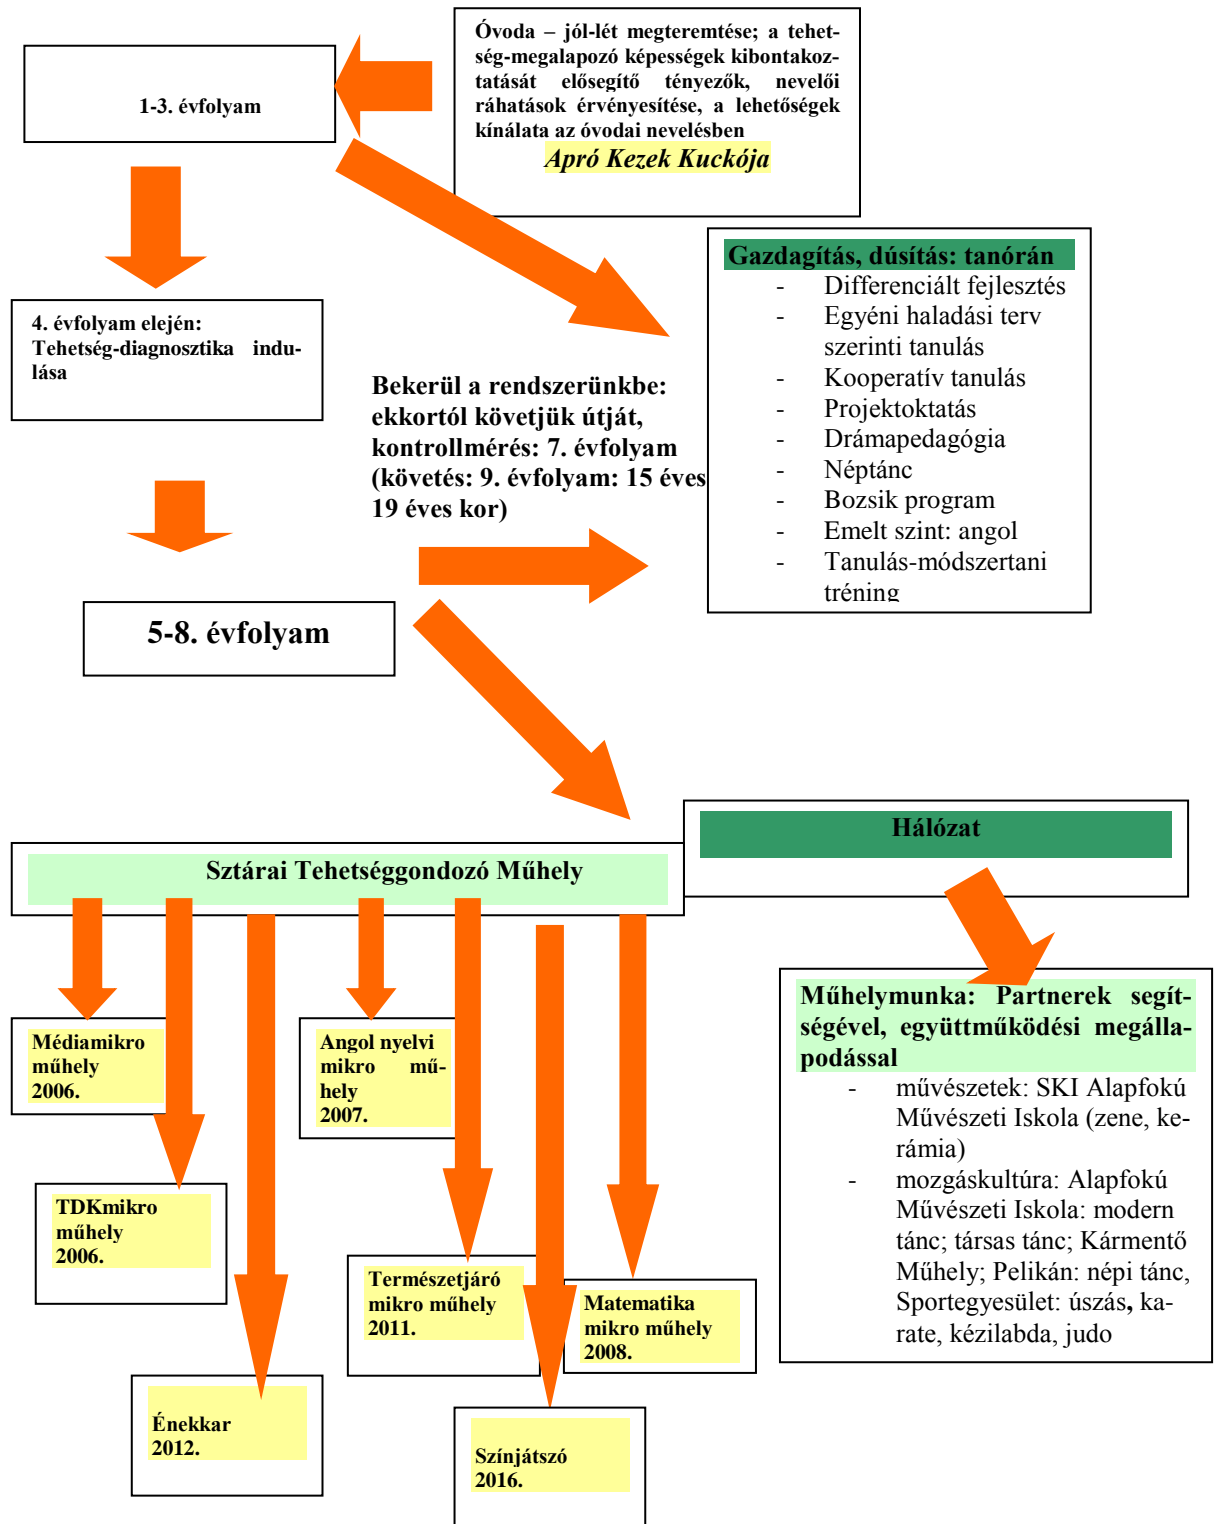 Óvoda – jól-lét megteremtése; a tehet-
ség-megalapozó képességek kibontakoz-
tatását elősegítő tényezők, nevelői
ráhatások érvényesítése, a lehetőségek
kínálata az óvodai nevelésben
Apró Kezek Kuckója
1-3. évfolyam
Gazdagítás, dúsítás: tanórán
- Differenciált fejlesztés
- Egyéni haladási terv
szerinti tanulás
- Kooperatív tanulás
- Projektoktatás
- Drámapedagógia
- Néptánc
- Bozsik program
- Emelt szint: angol
- Tanulás-módszertani
tréning
4. évfolyam elején:
Tehetség-diagnosztika indu-
lása
Bekerül a rendszerünkbe:
ekkortól követjük útját,
kontrollmérés: 7. évfolyam
(követés: 9. évfolyam: 15 éves
19 éves kor)
5-8. évfolyam
Hálózat
Sztárai Tehetséggondozó Műhely
Műhelymunka: Partnerek segít-
ségével, együttműködési megálla-
podással
- művészetek: SKI Alapfokú
Művészeti Iskola (zene, ke-
rámia)
- mozgáskultúra: Alapfokú
Művészeti Iskola: modern
tánc; társas tánc; Kármentő
Műhely; Pelikán: népi tánc,
Sportegyesület: úszás, ka-
rate, kézilabda, judo
Médiamikro
műhely
2006.
Angol nyelvi
mikro mű-
hely
2007.
TDKmikro
műhely
2006.
Természetjáró
mikro műhely
2011.
Matematika
mikro műhely
2008.
Énekkar
2012.
Színjátszó
2016.